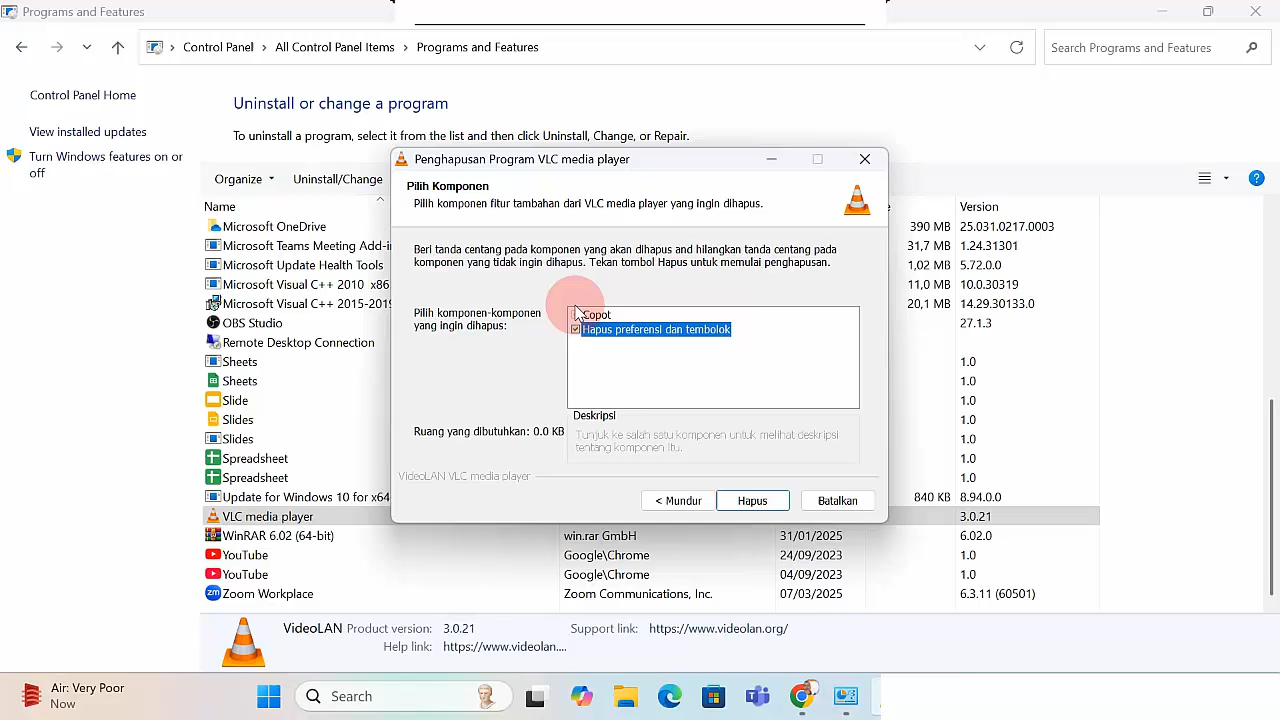 Programs and Features
Control Panel > All Control Panel Items > Programs and Features
Search Programs and Features
Control Panel Home
View installed updates
Turn Windows features on or
off
Uninstall or change a program
To uninstall a program, select it from the list and then click Uninstall, Change, or Repair.
Organize
Uninstall/Change
Name
Version
Microsoft OneDrive 390 MB 25.031.0217.0003
Microsoft Teams Meeting Add-i 31,7 MB 1.24.31301
Microsoft Update Health Tools 1,02 MB 5.72.0.0
Microsoft Visual C++ 2010 x86 11,0 MB 10.0.30319
Microsoft Visual C++ 2015-2019 20,1 MB 14.29.30133.0
OBS Studio 27.1.3
Remote Desktop Connection
Sheets 1.0
Sheets 1.0
Slide 1.0
Slides 1.0
Slides 1.0
Spreadsheet 1.0
Spreadsheet 1.0
Update for Windows 10 for x64 840 KB 8.94.0.0
VLC media player 3.0.21
WinRAR 6.02 (64-bit) win.rar GmbH 31/01/2025 6.02.0
YouTube Google\Chrome 24/09/2023 1.0
YouTube Google\Chrome 04/09/2023 1.0
Zoom Workplace Zoom Communications, Inc. 07/03/2025 6.3.11 (60501)
Penghapusan Program VLC media player
Pilih Komponen
Pilih komponen fitur tambahan dari VLC media player yang ingin dihapus.
Beri tanda centang pada komponen yang akan dihapus and hilangkan tanda centang pada
komponen yang tidak ingin dihapus. Tekan tombol Hapus untuk memulai penghapusan.
Pilih komponen-komponen
yang ingin dihapus:
Copot
Hapus preferensi dan tembolok
Ruang yang dibutuhkan: 0.0 KB
Deskripsi
Tunjuk ke salah satu komponen untuk melihat deskripsi
tentang komponen itu.
VideoLAN VLC media player
< Mundur
Hapus
Batalkan
VideoLAN Product version: 3.0.21 Support link: https://www.videolan.org/
Help link: https://www.videolan....
Air: Very Poor
Now
Search